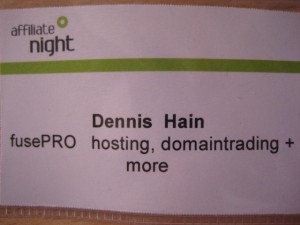 affiliate
night
Dennis Hain
fusePRO hosting, domaintrading +
more